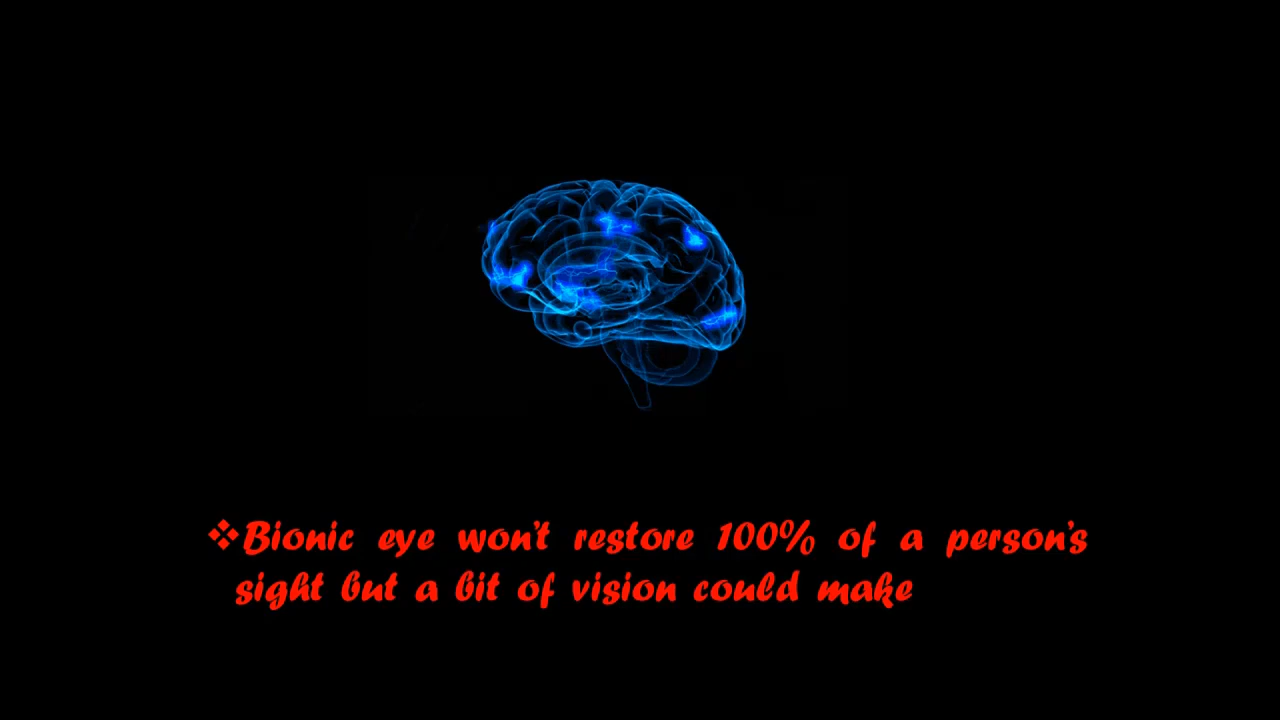 ❖Bionic eye won't restore 100% of a person's
sight but a bit of vision could make